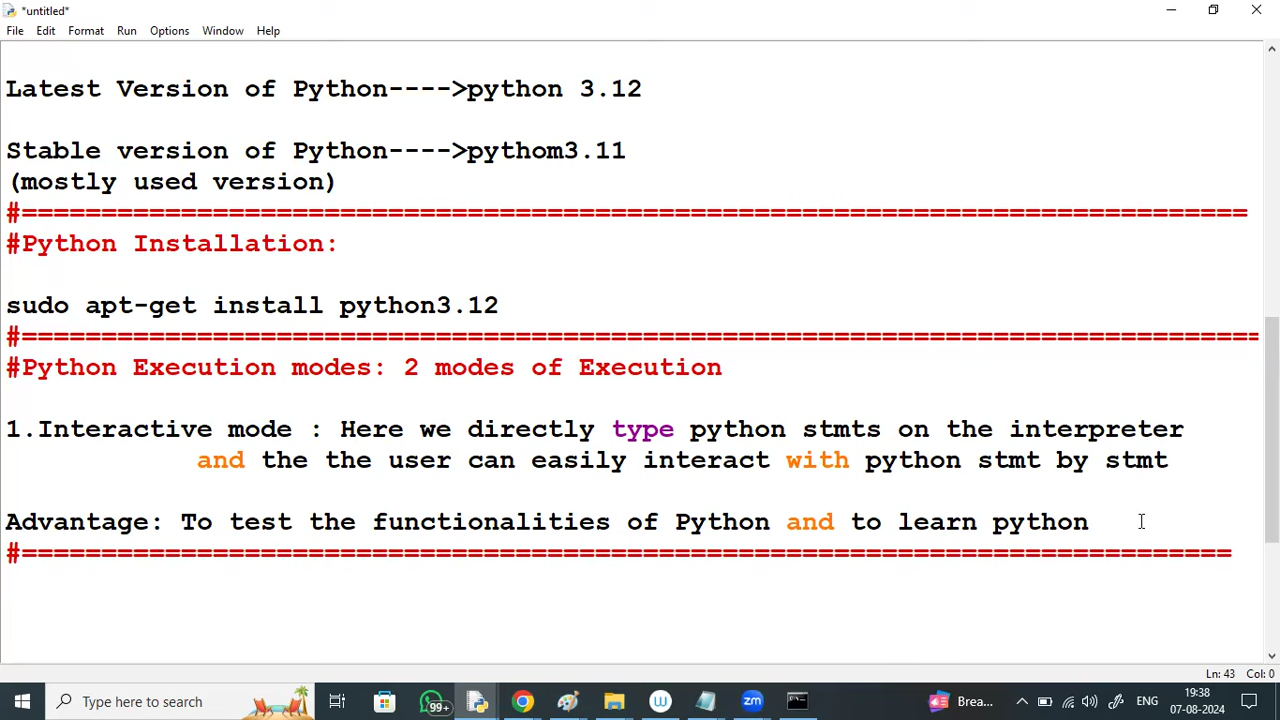 *untitled*
File Edit Format Run Options Window Help
Latest Version of Python---->python 3.12
Stable version of Python---->pythom3.11
(mostly used version)
#==============================================================================
#Python Installation:
sudo apt-get install python3.12
#===============================================================================
#Python Execution modes: 2 modes of Execution
1.Interactive mode : Here we directly type python stmts on the interpreter
and the the user can easily interact with python stmt by stmt
Advantage: To test the functionalities of Python and to learn python
#=============================================================================
Ln: 43 Col: 0
Type here to search
99+
zm
Brea...
ENG
19:38
07-08-2024